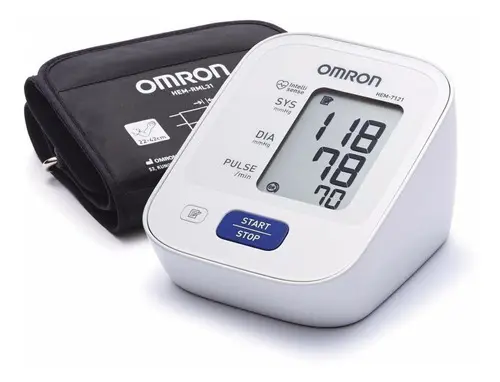 OMRON
HEM-RML31
22-42cm
OMRON
OMRON
HEM-7121
intelli
sense
SYS
mmHg
118
DIA
mmHg
78
PULSE
/min
70
START
STOP